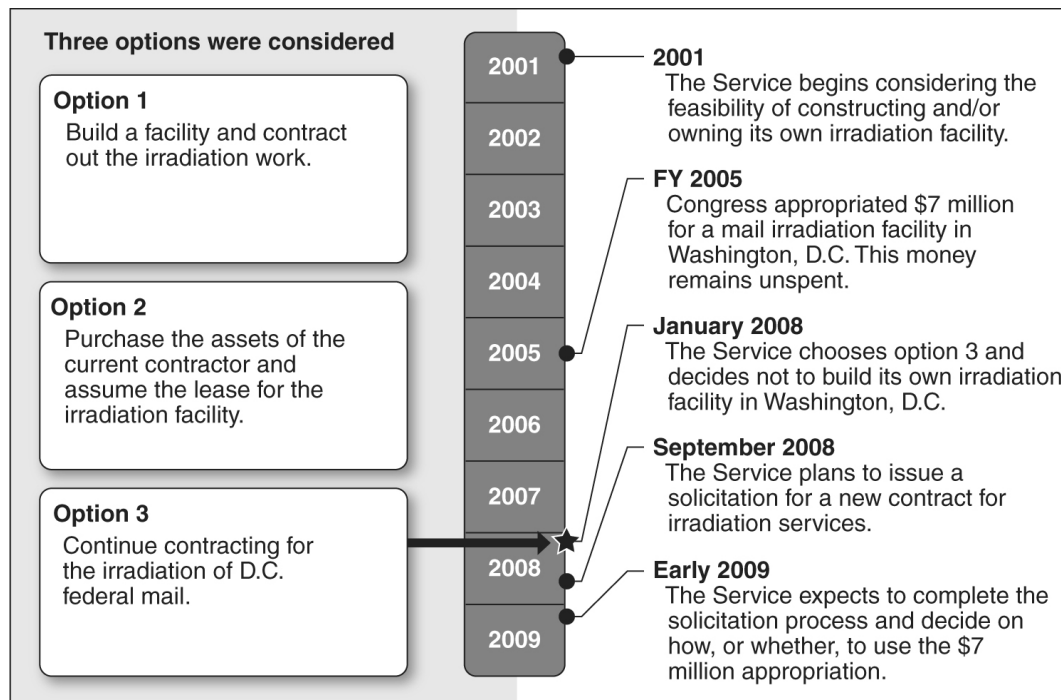 Three options were considered
Option 1
Build a facility and contract
out the irradiation work.
Option 2
Purchase the assets of the
current contractor and
assume the lease for the
irradiation facility.
Option 3
Continue contracting for
the irradiation of D.C.
federal mail.
2001
2002
2003
2004
2005
2006
2007
2008
2009
2001
The Service begins considering the
feasibility of constructing and/or
owning its own irradiation facility.
FY 2005
Congress appropriated $7 million
for a mail irradiation facility in
Washington, D.C. This money
remains unspent.
January 2008
The Service chooses option 3 and
decides not to build its own irradiation
facility in Washington, D.C.
September 2008
The Service plans to issue a
solicitation for a new contract for
irradiation services.
Early 2009
The Service expects to complete the
solicitation process and decide on
how, or whether, to use the $7
million appropriation.